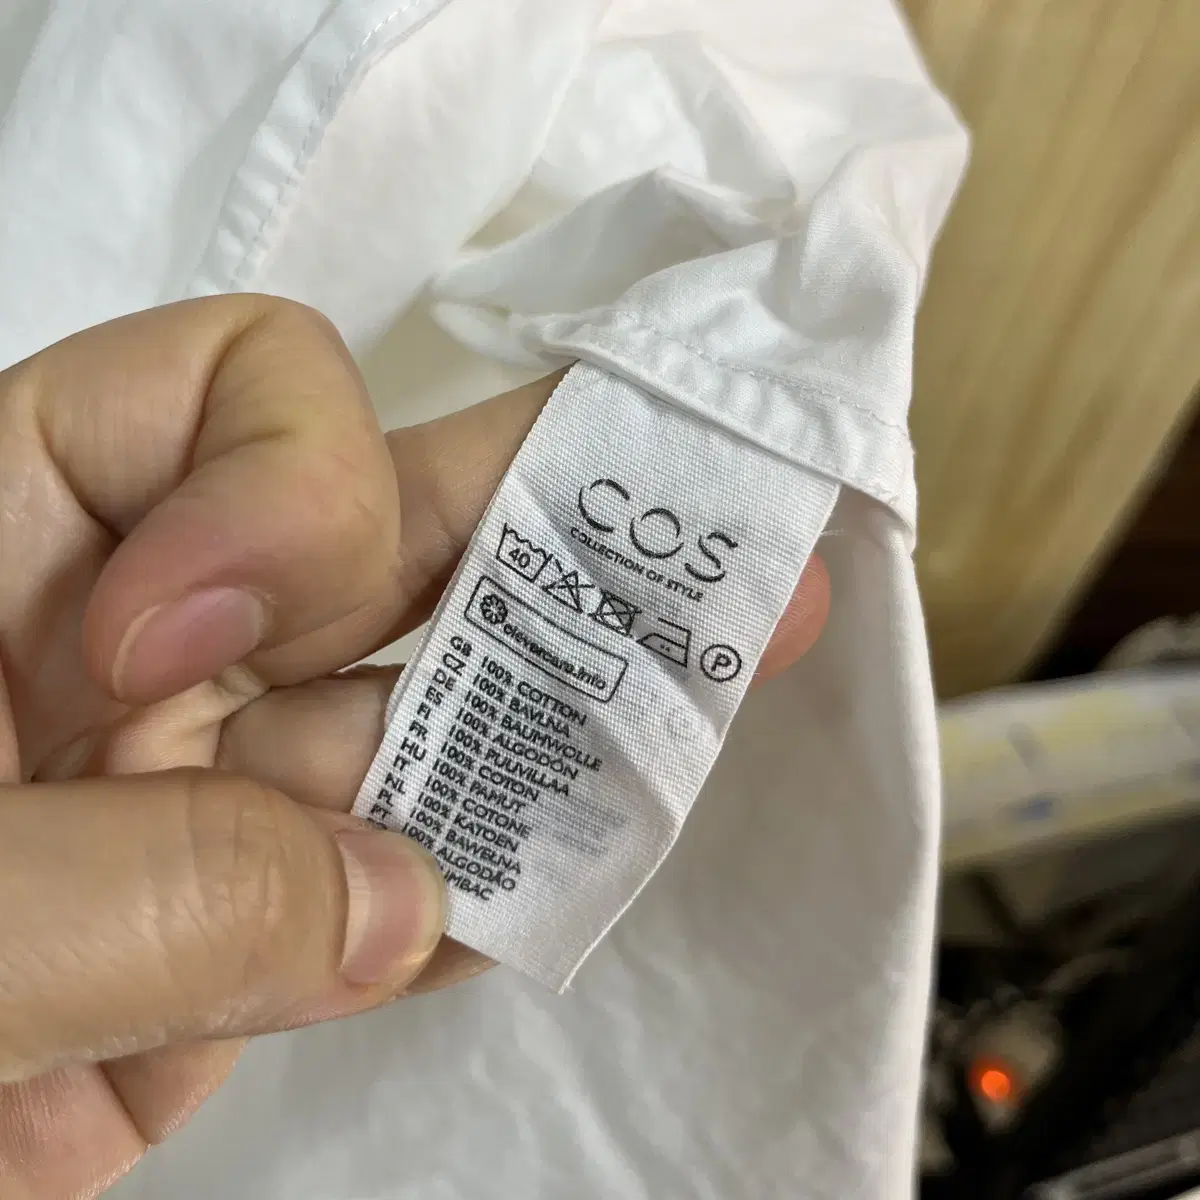 COS
COLLECTION OF STYLE
40
P
clevercare.info
GB 100% COTTON
CZ 100% BAVLNA
DE 100% BAUMWOLLE
ES 100% ALGODÓN
FI 100% PUUVILLAA
FR 100% COTON
HU 100% PAMUT
IT 100% COTONE
NL 100% KATOEN
PL 100% BAWEŁNA
PT 100% ALGODÃO